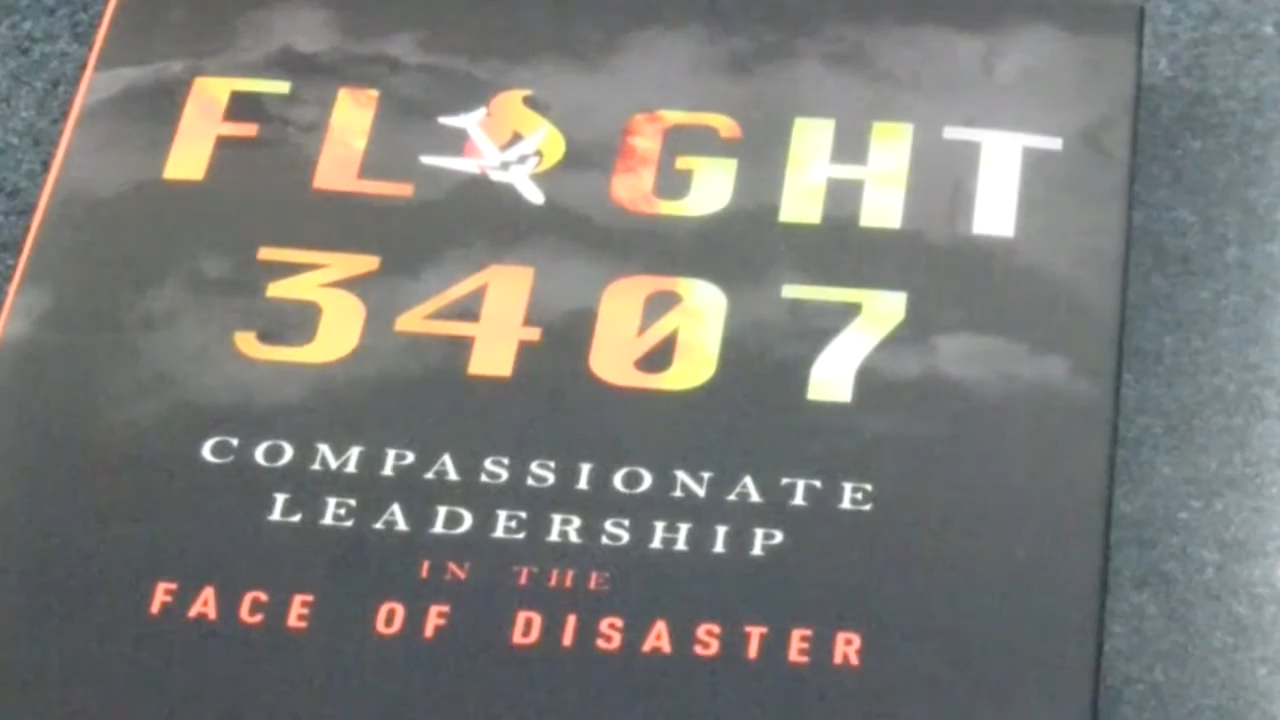 FLIGHT
3407
COMPASSIONATE
LEADERSHIP
IN THE
FACE OF DISASTER